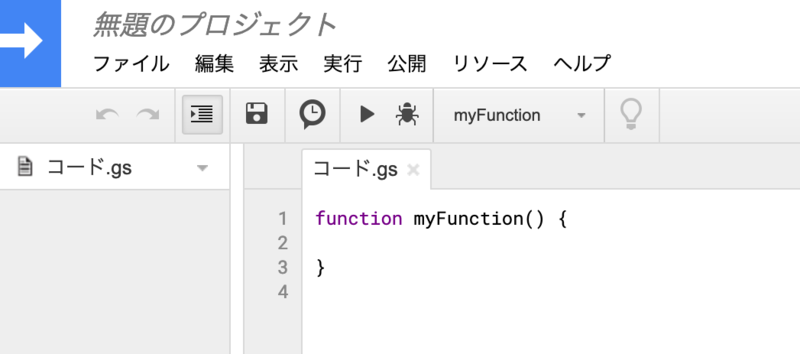 無題のプロジェクト
ファイル 編集 表示 実行 公開 リソース ヘルプ
myFunction
コード.gs
コード.gs ×
1 function myFunction() {
2
3 }
4